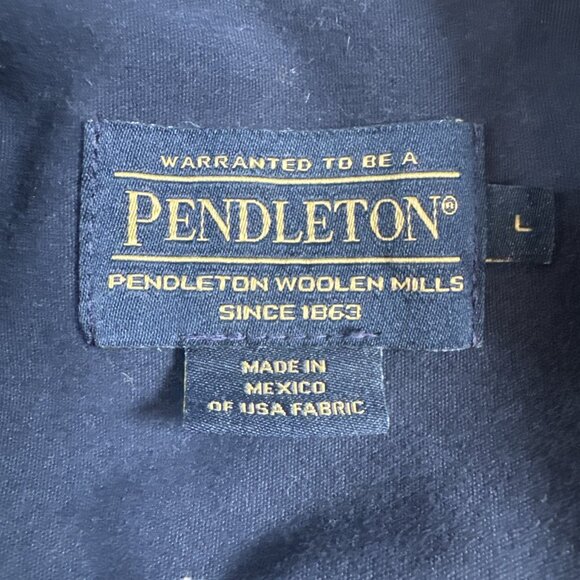 WARRANTED TO BE A
PENDLETON®
PENDLETON WOOLEN MILLS
SINCE 1863
L
MADE IN
MEXICO
OF USA FABRIC